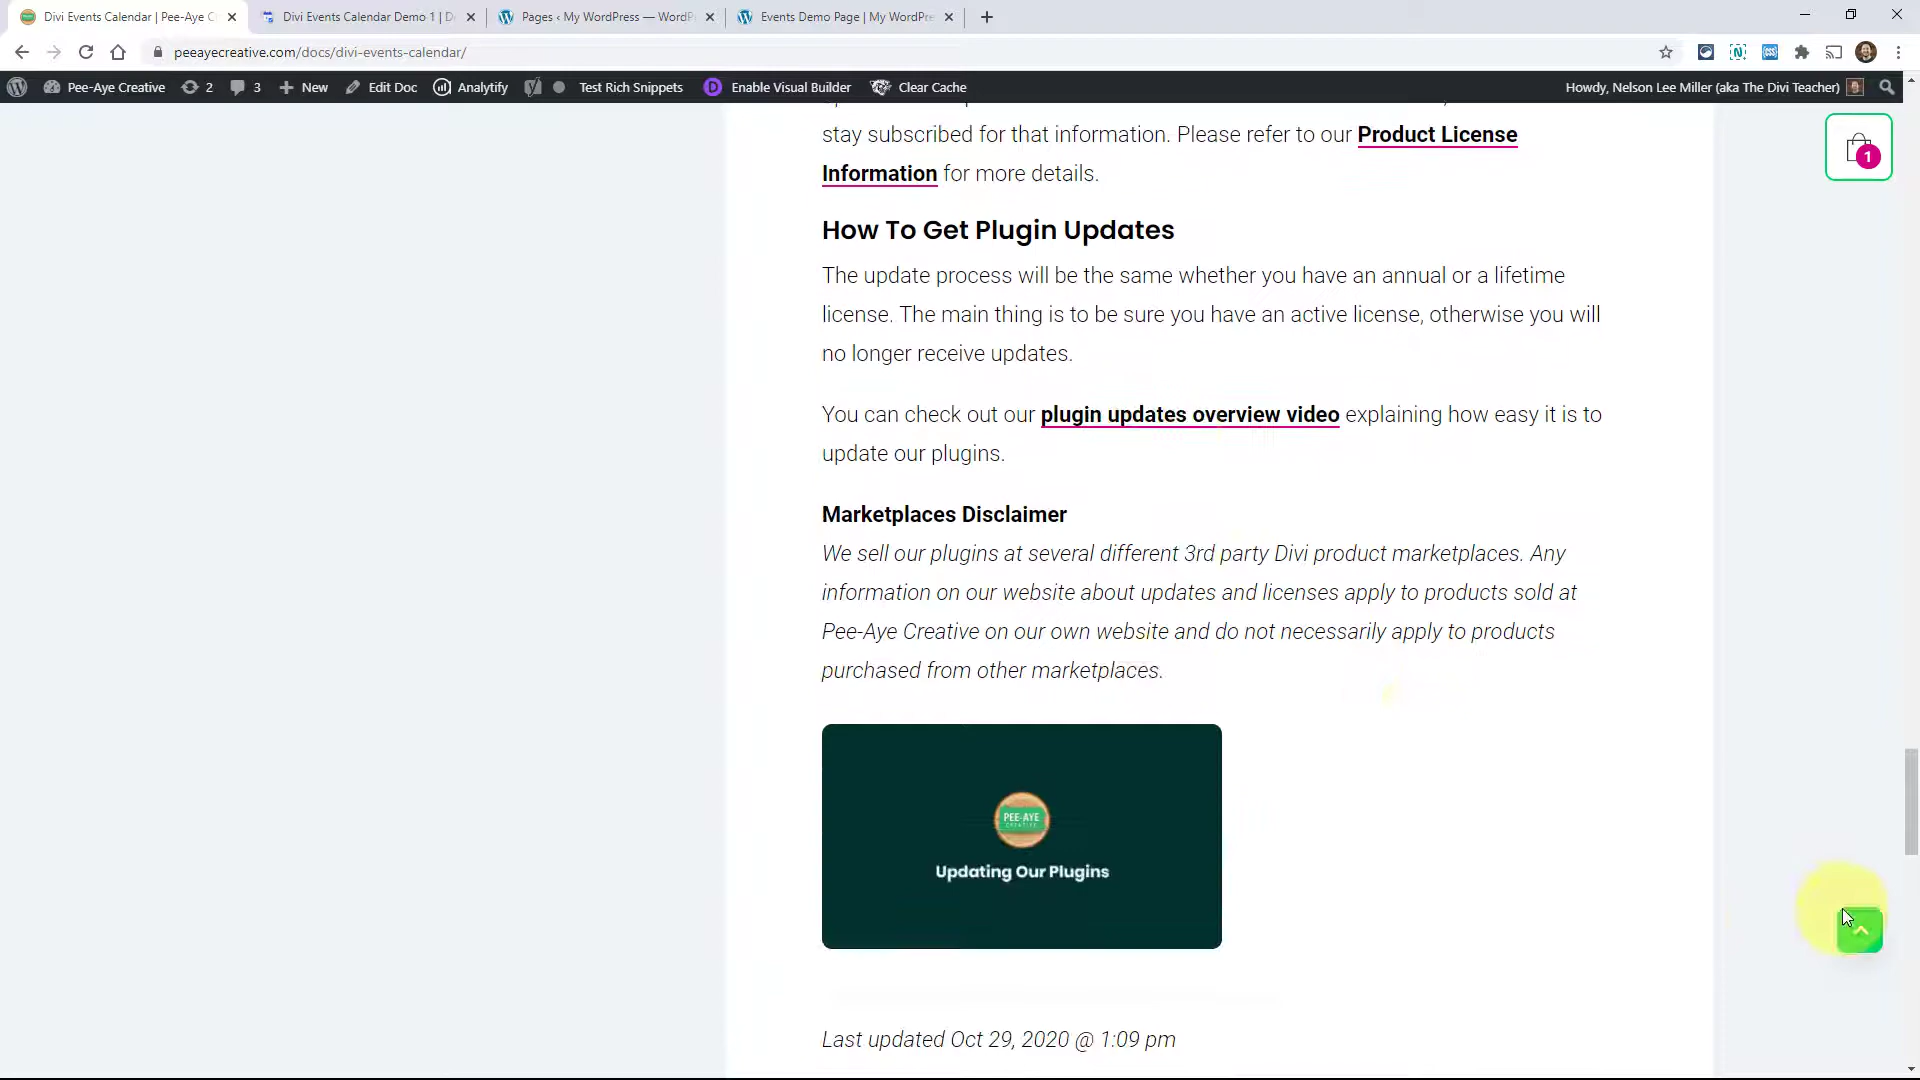 Divi Events Calendar | Pee-Aye C
Divi Events Calendar Demo 1 | D
Pages ‹ My WordPress — WordP
Events Demo Page | My WordPre
peeayecreative.com/docs/divi-events-calendar/
Pee-Aye Creative
2
3
New
Edit Doc
Analytify
Test Rich Snippets
Enable Visual Builder
Clear Cache
Howdy, Nelson Lee Miller (aka The Divi Teacher)
1
stay subscribed for that information. Please refer to our Product License
Information for more details.
How To Get Plugin Updates
The update process will be the same whether you have an annual or a lifetime
license. The main thing is to be sure you have an active license, otherwise you will
no longer receive updates.
You can check out our plugin updates overview video explaining how easy it is to
update our plugins.
Marketplaces Disclaimer
We sell our plugins at several different 3rd party Divi product marketplaces. Any
information on our website about updates and licenses apply to products sold at
Pee-Aye Creative on our own website and do not necessarily apply to products
purchased from other marketplaces.
PEE-AYE
CREATIVE
Updating Our Plugins
Last updated Oct 29, 2020 @ 1:09 pm